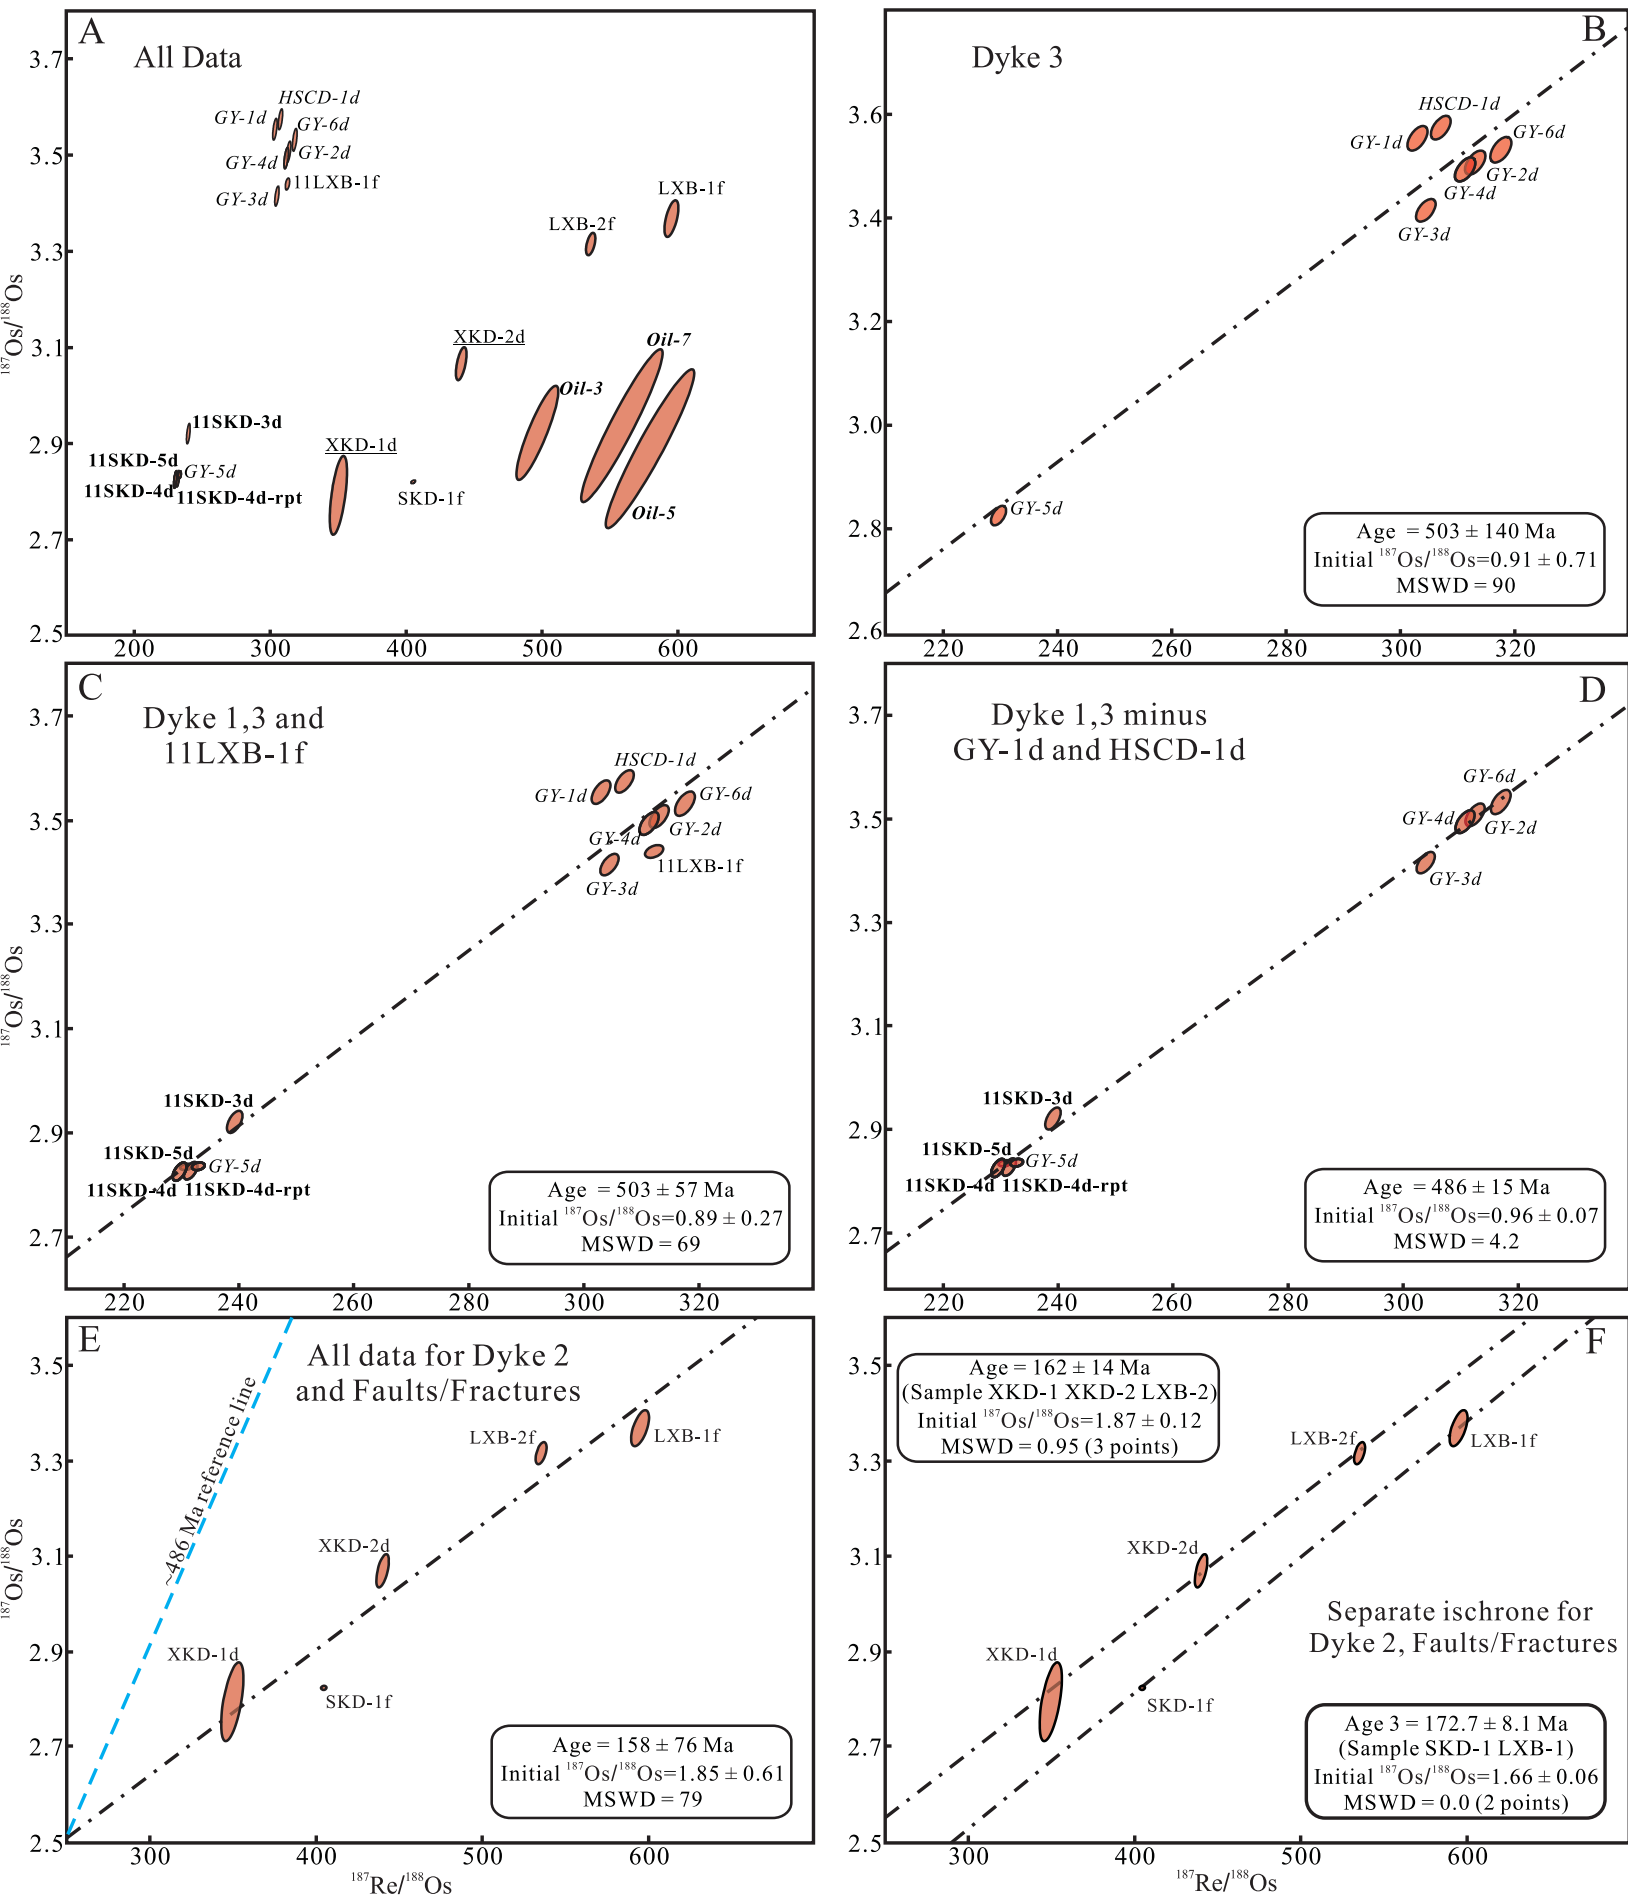 A
All Data
3.7
3.5
3.3
3.1
2.9
2.7
2.5
200
300
400
500
600
187Os/188Os
HSCD-1d
GY-1d
GY-6d
GY-2d
GY-4d
11LXB-1f
GY-3d
LXB-1f
LXB-2f
XKD-2d
Oil-7
Oil-3
11SKD-3d
XKD-1d
11SKD-5d
GY-5d
11SKD-4d
11SKD-4d-rpt
SKD-1f
Oil-5
B
Dyke 3
3.6
3.4
3.2
3.0
2.8
2.6
220
240
260
280
300
320
HSCD-1d
GY-1d
GY-6d
GY-2d
GY-4d
GY-3d
GY-5d
Age = 503 ± 140 Ma
Initial 187Os/188Os=0.91 ± 0.71
MSWD = 90
C
Dyke 1,3 and
11LXB-1f
3.7
3.5
3.3
3.1
2.9
2.7
220
240
260
280
300
320
187Os/188Os
HSCD-1d
GY-1d
GY-6d
GY-4d
GY-2d
11LXB-1f
GY-3d
11SKD-3d
11SKD-5d
GY-5d
11SKD-4d
11SKD-4d-rpt
Age = 503 ± 57 Ma
Initial 187Os/188Os=0.89 ± 0.27
MSWD = 69
D
Dyke 1,3 minus
GY-1d and HSCD-1d
3.7
3.5
3.3
3.1
2.9
2.7
220
240
260
280
300
320
GY-6d
GY-4d
GY-2d
GY-3d
11SKD-3d
11SKD-5d
GY-5d
11SKD-4d
11SKD-4d-rpt
Age = 486 ± 15 Ma
Initial 187Os/188Os=0.96 ± 0.07
MSWD = 4.2
E
All data for Dyke 2
and Faults/Fractures
3.5
3.3
3.1
2.9
2.7
2.5
300
400
500
600
187Os/188Os
187Re/188Os
~486 Ma reference line
LXB-2f
LXB-1f
XKD-2d
XKD-1d
SKD-1f
Age = 158 ± 76 Ma
Initial 187Os/188Os=1.85 ± 0.61
MSWD = 79
F
Age = 162 ± 14 Ma
(Sample XKD-1 XKD-2 LXB-2)
Initial 187Os/188Os=1.87 ± 0.12
MSWD = 0.95 (3 points)
3.5
3.3
3.1
2.9
2.7
2.5
300
400
500
600
187Re/188Os
LXB-2f
LXB-1f
XKD-2d
XKD-1d
SKD-1f
Separate ischrone for
Dyke 2, Faults/Fractures
Age 3 = 172.7 ± 8.1 Ma
(Sample SKD-1 LXB-1)
Initial 187Os/188Os=1.66 ± 0.06
MSWD = 0.0 (2 points)